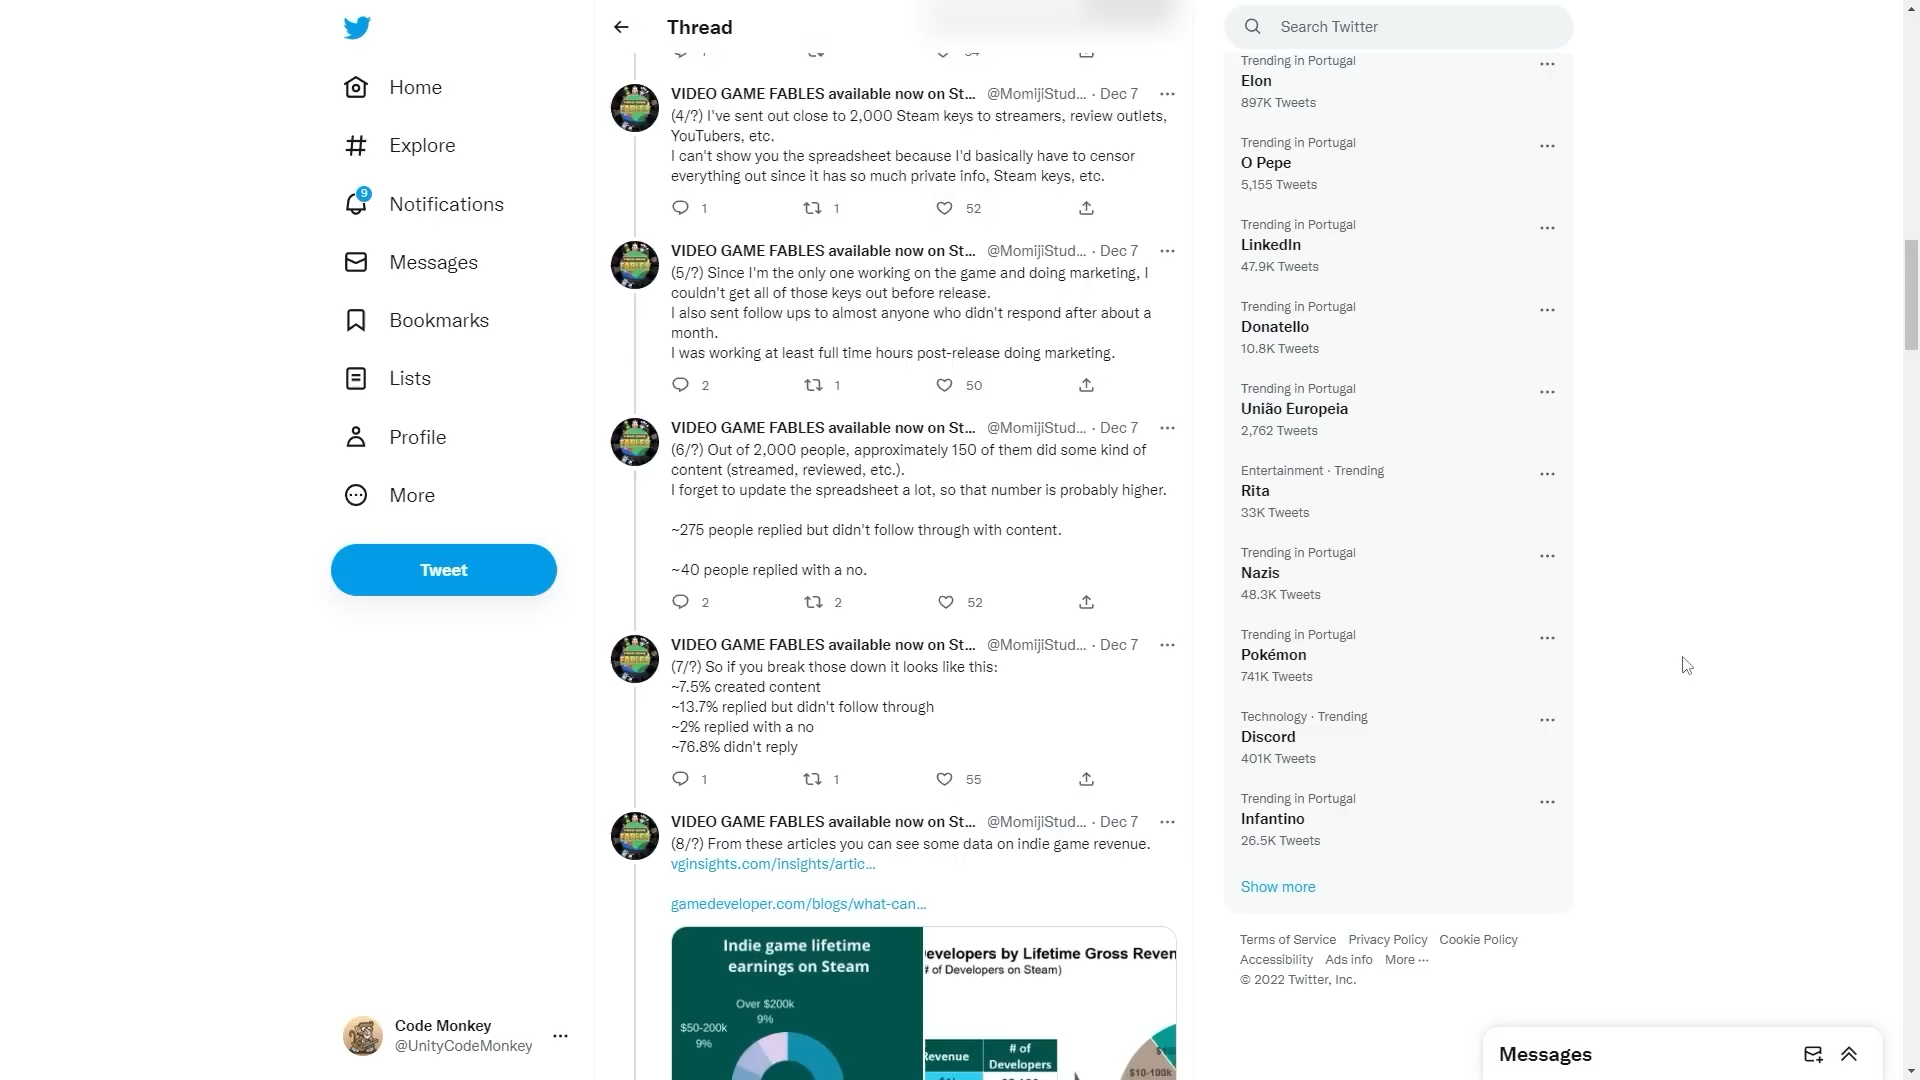 Home
Explore
9
Notifications
Messages
Bookmarks
Lists
Profile
More
Tweet
Code Monkey
@UnityCodeMonkey
Thread
VIDEO GAME FABLES available now on St... @MomijiStud... · Dec 7
(4/?) I've sent out close to 2,000 Steam keys to streamers, review outlets,
YouTubers, etc.
I can't show you the spreadsheet because I'd basically have to censor
everything out since it has so much private info, Steam keys, etc.
1 1 52
VIDEO GAME FABLES available now on St... @MomijiStud... · Dec 7
(5/?) Since I'm the only one working on the game and doing marketing, I
couldn't get all of those keys out before release.
I also sent follow ups to almost anyone who didn't respond after about a
month.
I was working at least full time hours post-release doing marketing.
2 1 50
VIDEO GAME FABLES available now on St... @MomijiStud... · Dec 7
(6/?) Out of 2,000 people, approximately 150 of them did some kind of
content (streamed, reviewed, etc.).
I forget to update the spreadsheet a lot, so that number is probably higher.
~275 people replied but didn't follow through with content.
~40 people replied with a no.
2 2 52
VIDEO GAME FABLES available now on St... @MomijiStud... · Dec 7
(7/?) So if you break those down it looks like this:
~7.5% created content
~13.7% replied but didn't follow through
~2% replied with a no
~76.8% didn't reply
1 1 55
VIDEO GAME FABLES available now on St... @MomijiStud... · Dec 7
(8/?) From these articles you can see some data on indie game revenue.
vginsights.com/insights/artic...
gamedeveloper.com/blogs/what-can...
Indie game lifetime
earnings on Steam
Over $200k
9%
$50-200k
9%
evelopers by Lifetime Gross Reven
# of Developers on Steam)
Revenue
# of
Developers
$10-100k
Search Twitter
Trending in Portugal
Elon
897K Tweets
Trending in Portugal
O Pepe
5,155 Tweets
Trending in Portugal
LinkedIn
47.9K Tweets
Trending in Portugal
Donatello
10.8K Tweets
Trending in Portugal
União Europeia
2,762 Tweets
Entertainment · Trending
Rita
33K Tweets
Trending in Portugal
Nazis
48.3K Tweets
Trending in Portugal
Pokémon
741K Tweets
Technology · Trending
Discord
401K Tweets
Trending in Portugal
Infantino
26.5K Tweets
Show more
Terms of Service Privacy Policy Cookie Policy
Accessibility Ads info More ···
© 2022 Twitter, Inc.
Messages